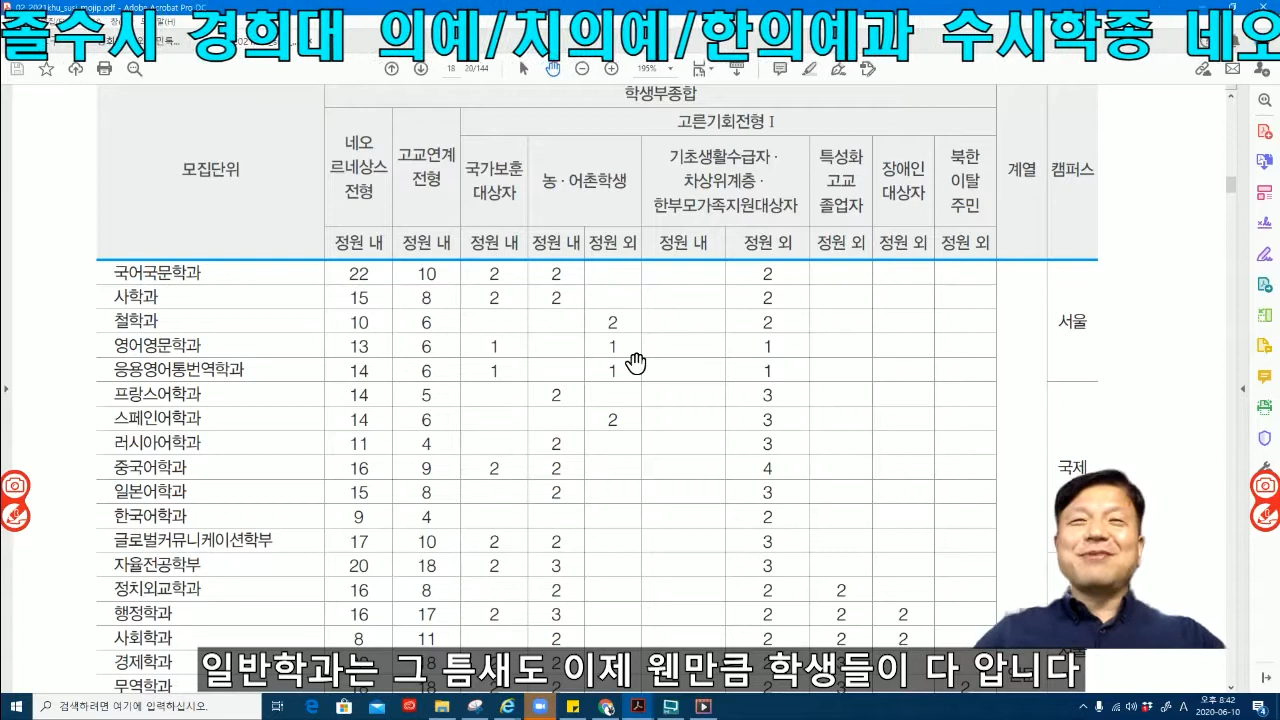 02_2021khu_susi_mojip.pdf - Adobe Acrobat Pro DC
졸수시 경희대 의예/치의예/한의예과 수시학종 네오
18 20/144 195%
학생부종합
고른기회전형 I
모집단위 네오 르네상스 전형 고교연계 전형 국가보훈 대상자 농·어촌학생 기초생활수급자· 차상위계층· 한부모가족지원대상자 특성화 고교 졸업자 장애인 대상자 북한 이탈 주민 계열 캠퍼스
정원 내 정원 내 정원 내 정원 내 정원 외 정원 내 정원 외 정원 외 정원 외 정원 외
국어국문학과 22 10 2 2 2
사학과 15 8 2 2 2
철학과 10 6 2 2 서울
영어영문학과 13 6 1 1 1
응용영어통번역학과 14 6 1 1 1
프랑스어학과 14 5 2 3
스페인어학과 14 6 2 3
러시아어학과 11 4 2 3
중국어학과 16 9 2 2 4 국제
일본어학과 15 8 2 3
한국어학과 9 4 2
글로벌커뮤니케이션학부 17 10 2 2 3
자율전공학부 20 18 2 3 3
정치외교학과 16 8 2 2 2
행정학과 16 17 2 3 2 2 2
사회학과 8 11 2 2 2 2
경제학과
무역학과
일반학과는 그 틈새도 이제 웬만큼 학생들이 다 압니다
검색하려면 여기에 입력하십시오.
A
오후 8:42
2020-06-10
4